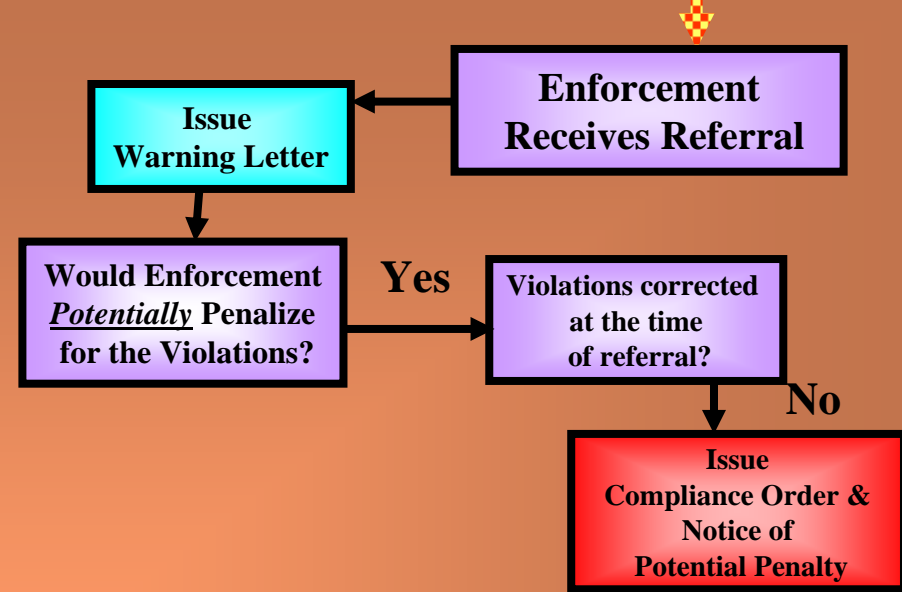 Enforcement
Receives Referral
Issue
Warning Letter
Would Enforcement
Potentially Penalize
for the Violations?
Yes
Violations corrected
at the time
of referral?
No
Issue
Compliance Order &
Notice of
Potential Penalty